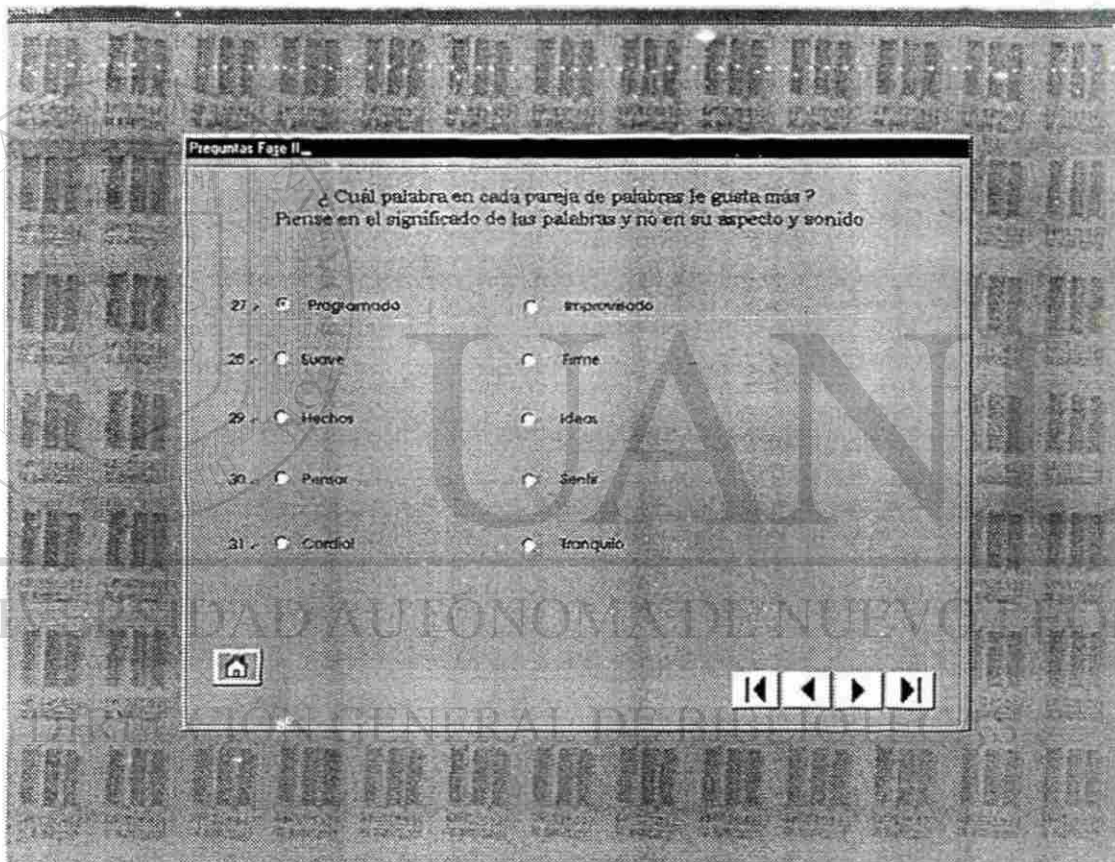 Preguntas Fase II
¿ Cuál palabra en cada pareja de palabras le gusta más ?
Piense en el significado de las palabras y no en su aspecto y sonido
27 .- Programado Improvisado
28 .- Suave Firme
29 .- Hechos Ideas
30 .- Pensar Sentir
31 .- Cordial Tranquilo
UANL
UNIVERSIDAD AUTÓNOMA DE NUEVO
DIRECCIÓN GENERAL DE BIBLIOTECAS